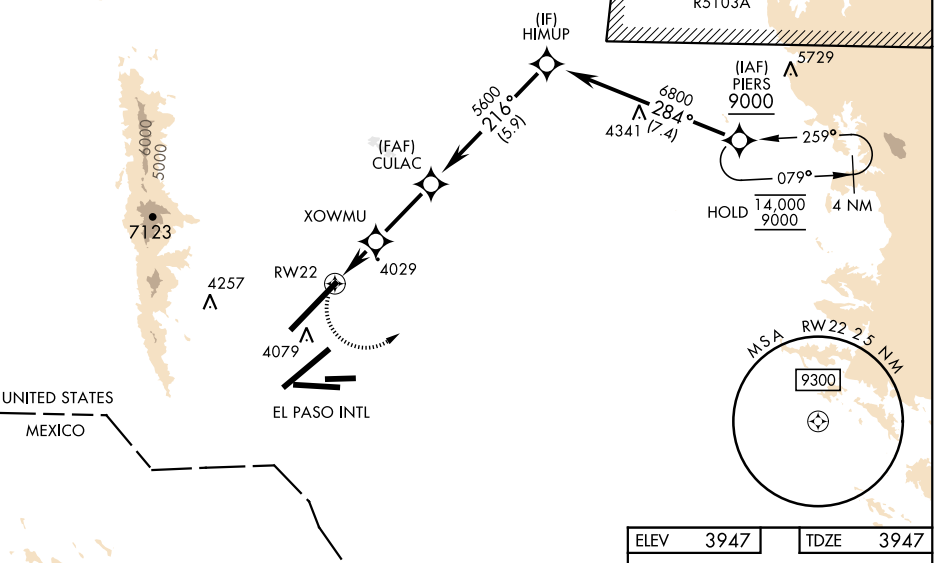 R5103A
(IF)
HIMUP
5729
(IAF)
PIERS
9000
6800
284°
4341 (7.4)
5600
216°
(5.9)
259°
079°
4 NM
HOLD 14,000
9000
(FAF)
CULAC
6000
5000
7123
XOWMU
4029
RW22
4257
4079
EL PASO INTL
UNITED STATES
MEXICO
MSA RW22 25 NM
9300
ELEV 3947
TDZE 3947